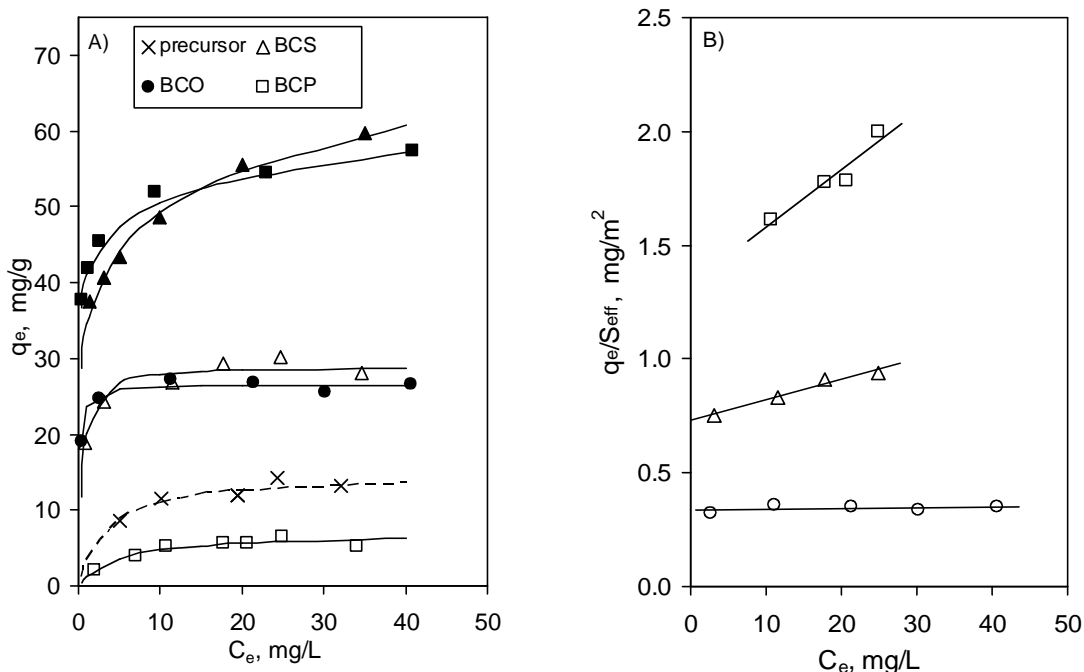 A)
× precursor △ BCS
● BCO □ BCP
70
60
50
40
30
20
10
0
qe, mg/g
0 10 20 30 40 50
Ce, mg/L
B)
2.5
2.0
1.5
1.0
0.5
0.0
qe/Seff, mg/m²
0 10 20 30 40 50
Ce, mg/L